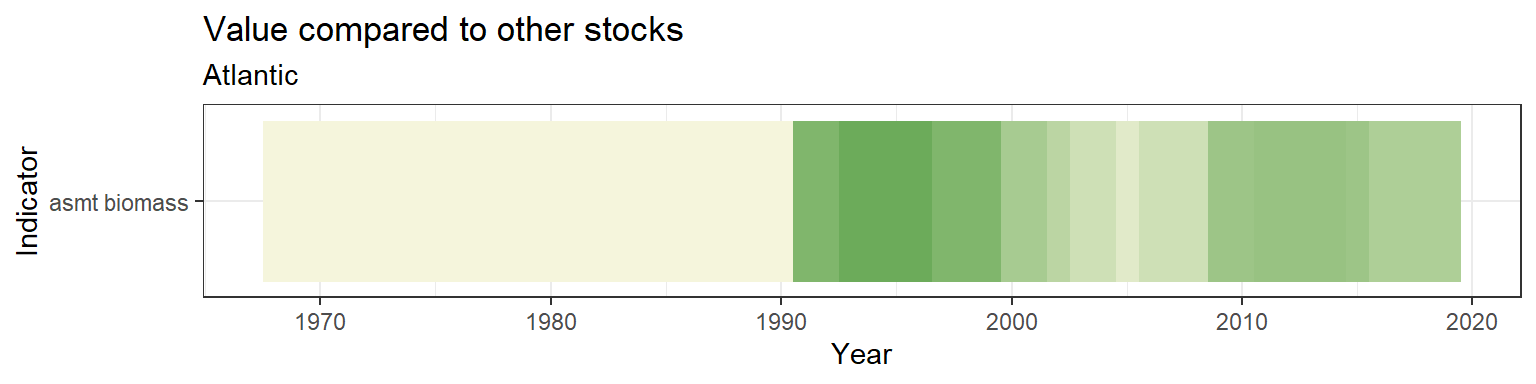 Value compared to other stocks
Atlantic
Indicator
asmt biomass
1970 1980 1990 2000 2010 2020
Year